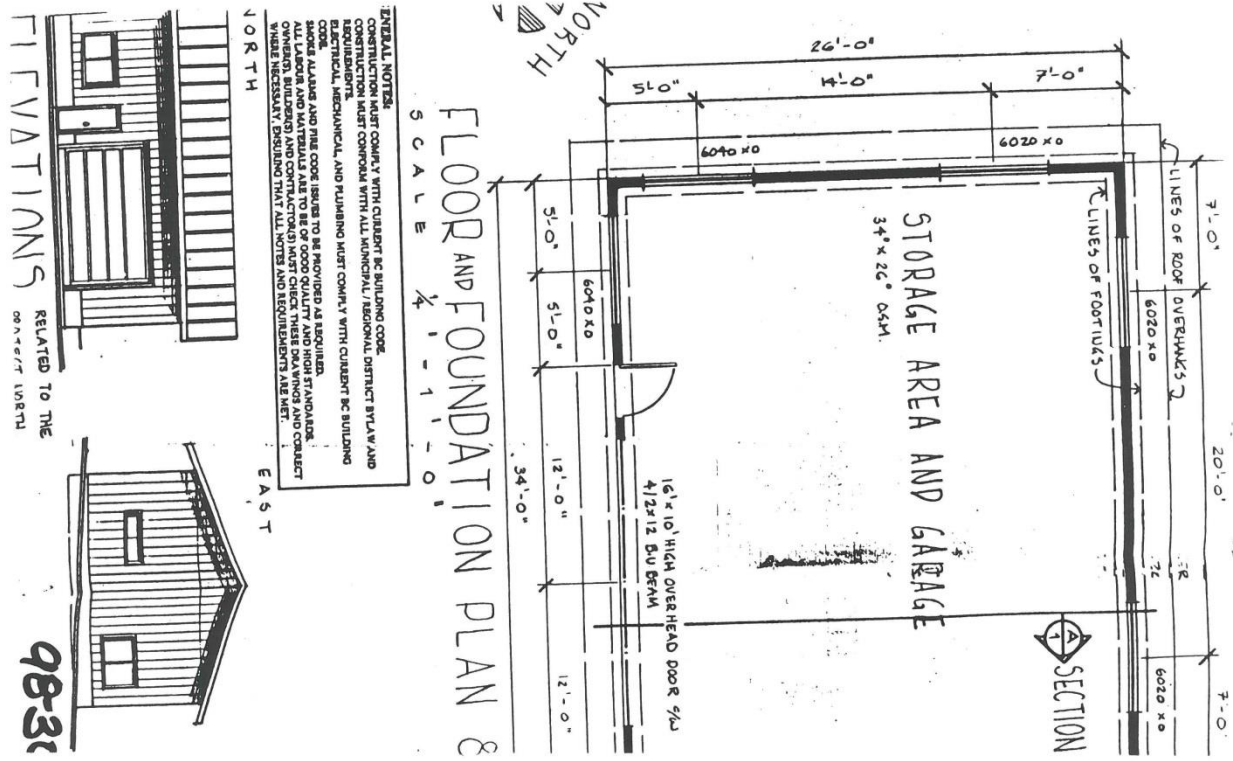 NORTH
26'-0"
5'-0"
14'-0"
7'-0"
6040 XO
6020 XO
LINES OF ROOF OVERHANGS
LINES OF FOOTINGS
7'-0"
20'-0"
7'-0"
6020 XO
6020 XO
STORAGE AREA AND GARAGE
34° X 26° O.S.M.
A
1
SECTION
16' x 10' HIGH OVERHEAD DOOR C/W
4/2x12 B/U BEAM
6040 XO
5'-0"
5'-0"
12'-0"
12'-0"
34'-0"
FLOOR AND FOUNDATION PLAN &
SCALE 1/4" - 1'-0"
GENERAL NOTES:
CONSTRUCTION MUST COMPLY WITH CURRENT BC BUILDING CODE.
CONSTRUCTION MUST CONFORM WITH ALL MUNICIPAL / REGIONAL DISTRICT BYLAW AND
REQUIREMENTS.
ELECTRICAL, MECHANICAL, AND PLUMBING MUST COMPLY WITH CURRENT BC BUILDING
CODE.
SMOKE ALARMS AND FIRE CODE ISSUES TO BE PROVIDED AS REQUIRED.
ALL LABOUR AND MATERIALS ARE TO BE OF GOOD QUALITY AND HIGH STANDARDS.
OWNER(S), BUILDER(S) AND CONTRACTOR(S) MUST CHECK THESE DRAWINGS AND CORRECT
WHERE NECESSARY, ENSURING THAT ALL NOTES AND REQUIREMENTS ARE MET.
NORTH
EAST
ELEVATIONS
RELATED TO THE
98-3